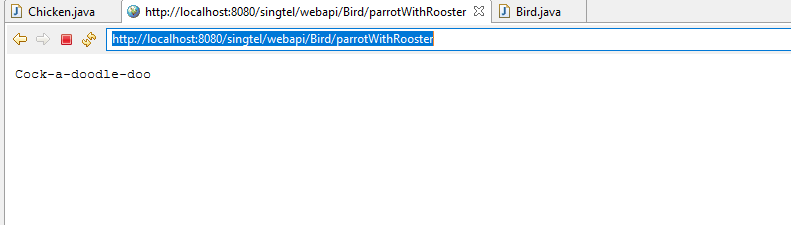 Chicken.java http://localhost:8080/singtel/webapi/Bird/parrotWithRooster Bird.java
http://localhost:8080/singtel/webapi/Bird/parrotWithRooster
Cock-a-doodle-doo